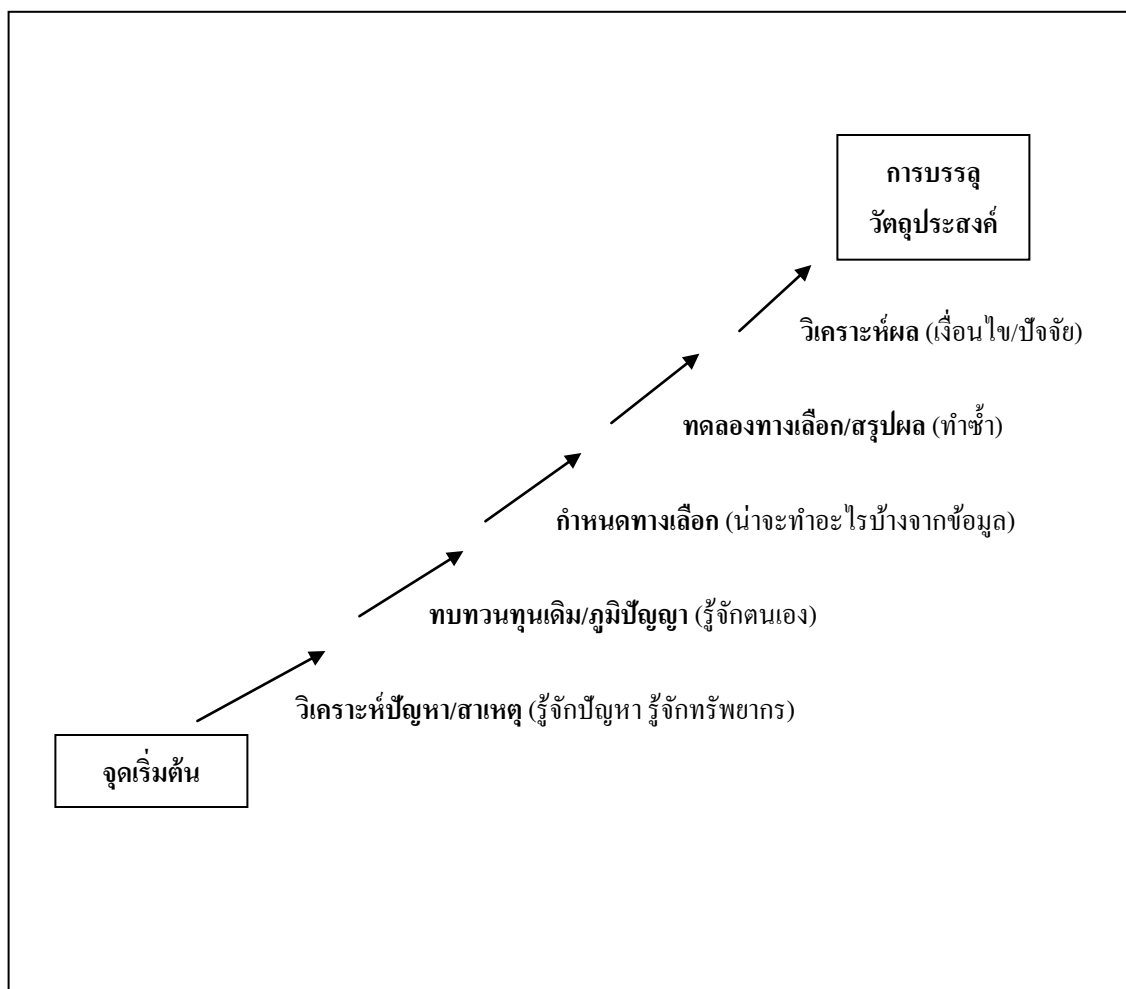 การบรรลุ
วัตถุประสงค์
วิเคราะห์ผล (เงื่อนไข/ปัจจัย)
ทดลองทางเลือก/สรุปผล (ทำซ้ำ)
กำหนดทางเลือก (น่าจะทำอะไรบ้างจากข้อมูล)
ทบทวนทุนเดิม/ภูมิปัญญา (รู้จักตนเอง)
วิเคราะห์ปัญหา/สาเหตุ (รู้จักปัญหา รู้จักทรัพยากร)
จุดเริ่มต้น